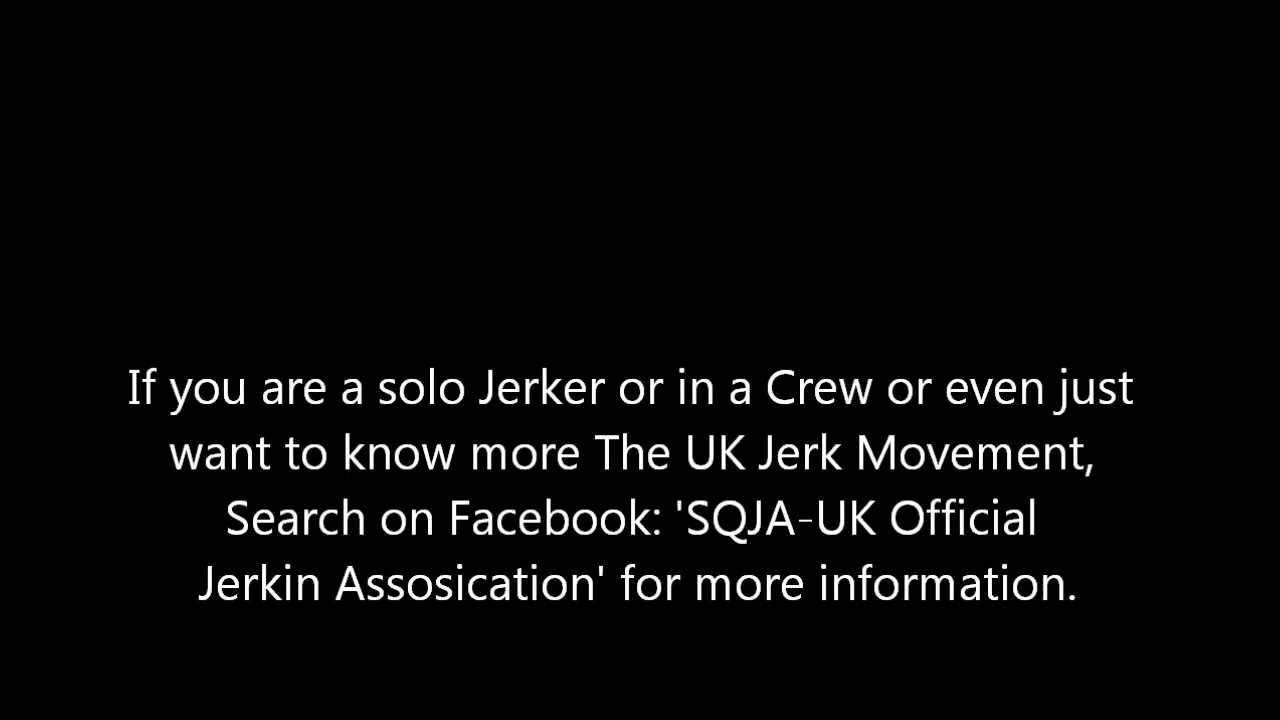 If you are a solo Jerker or in a Crew or even just
want to know more The UK Jerk Movement,
Search on Facebook: 'SQJA-UK Official
Jerkin Assosication' for more information.